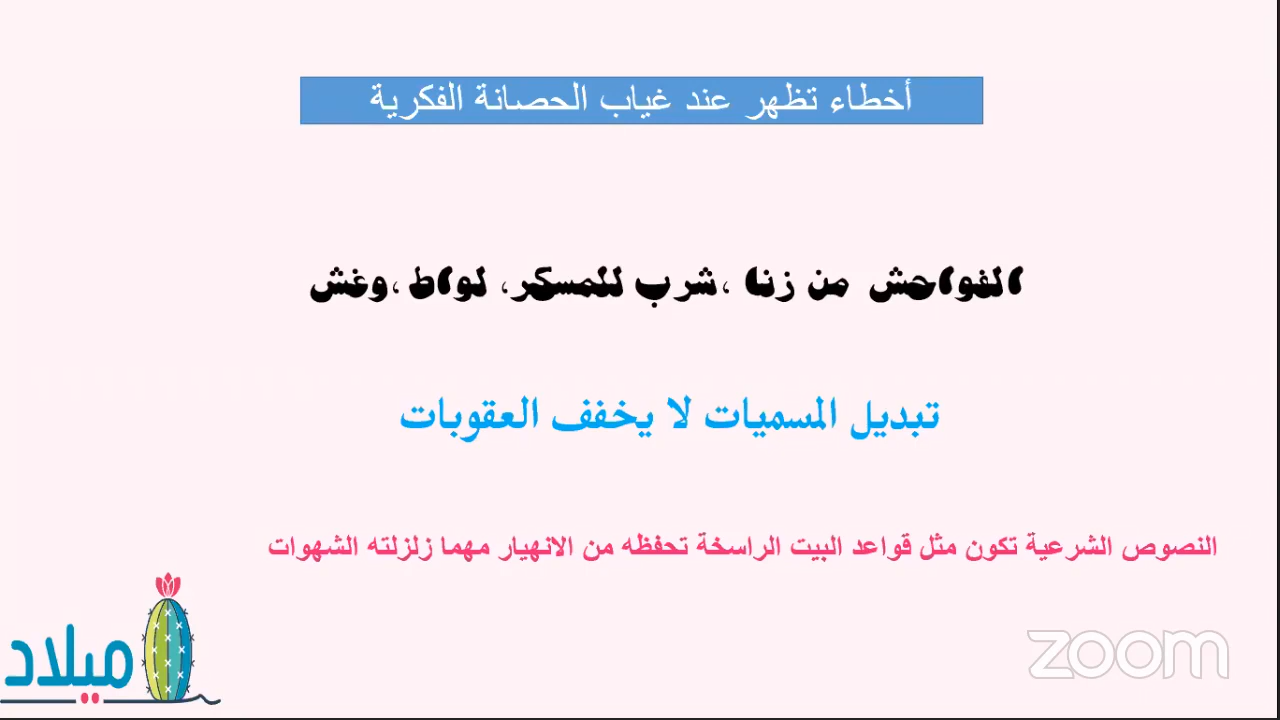 أخطاء تظهر عند غياب الحصانة الفكرية
الفواحش من زنا ،شرب للمسكر، لواط ،وغش
تبديل المسميات لا يخفف العقوبات
النصوص الشرعية تكون مثل قواعد البيت الراسخة تحفظه من الانهيار مهما زلزلته الشهوات
ميلاد
zoom